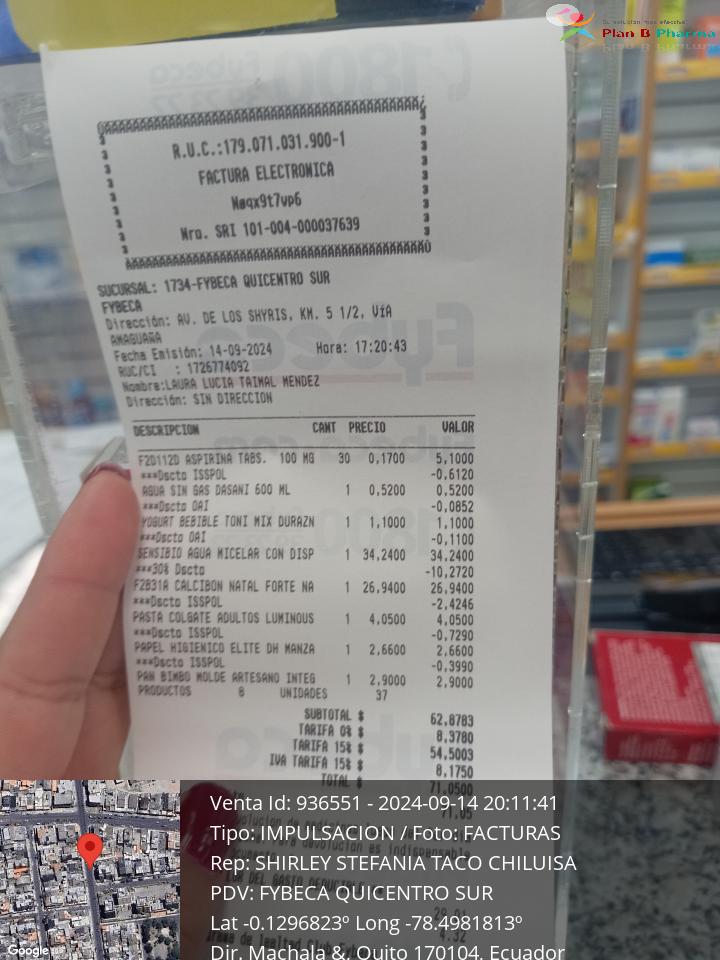 Su solución más efectiva
Plan B Pharma
R.U.C.:179.071.031.900-1
FACTURA ELECTRONICA
Nøqx9t7vp6
Nro. SRI 101-004-000037639
SUCURSAL: 1734-FYBECA QUICENTRO SUR
FYBECA
Dirección: AV. DE LOS SHYRIS, KM. 5 1/2, VíA
AMAGUAÑA
Fecha Emisión: 14-09-2024 Hora: 17:20:43
RUC/CI : 1726774092
Nombre:LAURA LUCIA TAIMAL MENDEZ
Dirección: SIN DIRECCION
DESCRIPCION CANT PRECIO VALOR
F2D112D ASPIRINA TABS. 100 MG 30 0,1700 5,1000
***Dscto ISSPOL -0,6120
AGUA SIN GAS DASANI 600 ML 1 0,5200 0,5200
***Dscto OAI -0,0852
YOGURT BEBIBLE TONI MIX DURAZN 1 1,1000 1,1000
***Dscto OAI -0,1100
SENSIBIO AGUA MICELAR CON DISP 1 34,2400 34,2400
***30% Dscto -10,2720
F2B31A CALCIBON NATAL FORTE NA 1 26,9400 26,9400
***Dscto ISSPOL -2,4246
PASTA COLGATE ADULTOS LUMINOUS 1 4,0500 4,0500
***Dscto ISSPOL -0,7290
PAPEL HIGIENICO ELITE DH MANZA 1 2,6600 2,6600
***Dscto ISSPOL -0,3990
PAN BIMBO MOLDE ARTESANO INTEG 1 2,9000 2,9000
PRODUCTOS 8 UNIDADES 37
SUBTOTAL $ 62,8783
TARIFA 0% $ 8,3780
TARIFA 15% $ 54,5003
IVA TARIFA 15% $ 8,1750
TOTAL $ 71,0500
71,05
Venta Id: 936551 - 2024-09-14 20:11:41
Tipo: IMPULSACION / Foto: FACTURAS
Rep: SHIRLEY STEFANIA TACO CHILUISA
PDV: FYBECA QUICENTRO SUR
Lat -0.1296823º Long -78.4981813º
Dir. Machala &, Quito 170104, Ecuador
Google